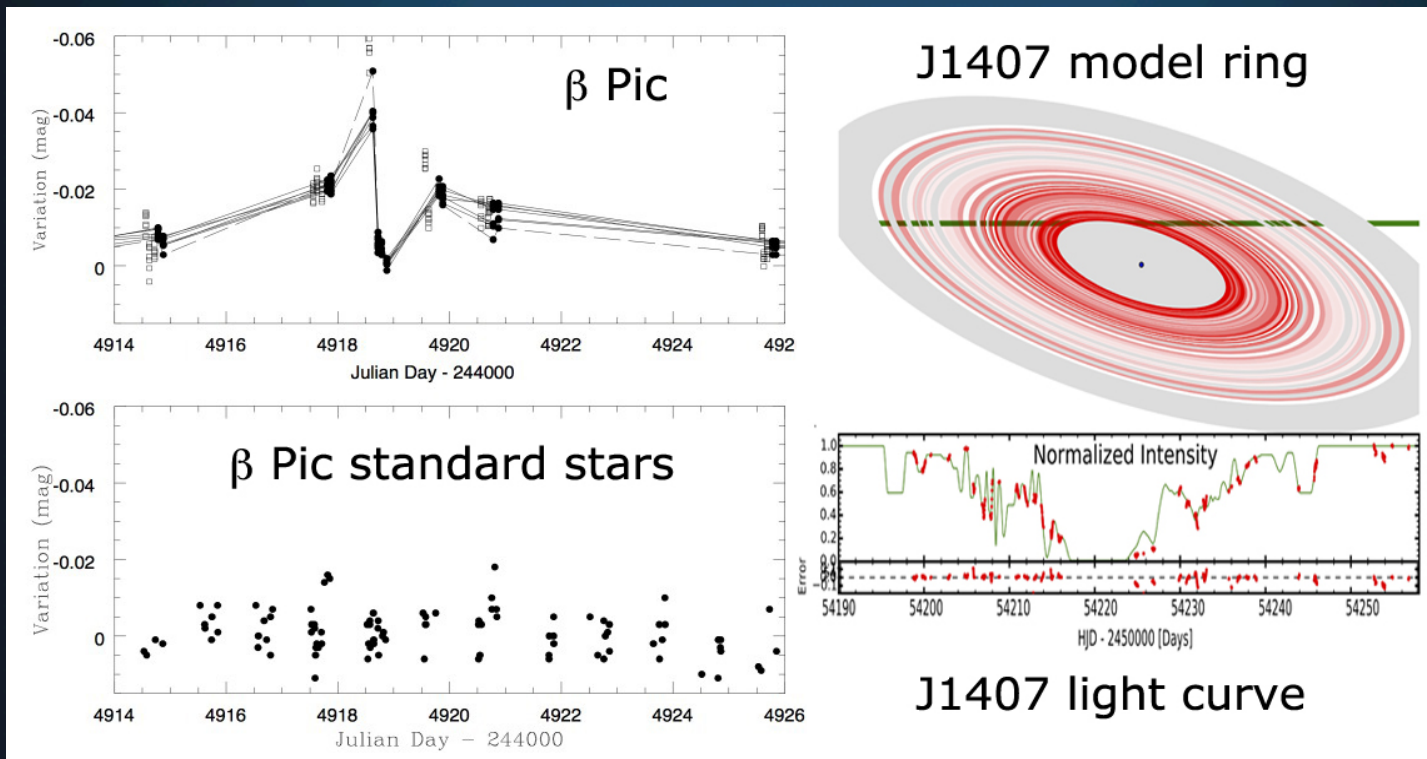 -0.06
-0.04
-0.02
0
Variation (mag)
β Pic
4914 4916 4918 4920 4922 4924 492
Julian Day - 244000
-0.06
-0.04
-0.02
0
Variation (mag)
β Pic standard stars
4914 4916 4918 4920 4922 4924 4926
Julian Day - 244000
J1407 model ring
Normalized Intensity
1.0
0.8
0.6
0.4
0.2
0.0
Error
-0.1
54190 54200 54210 54220 54230 54240 54250
HJD - 2450000 [Days]
J1407 light curve